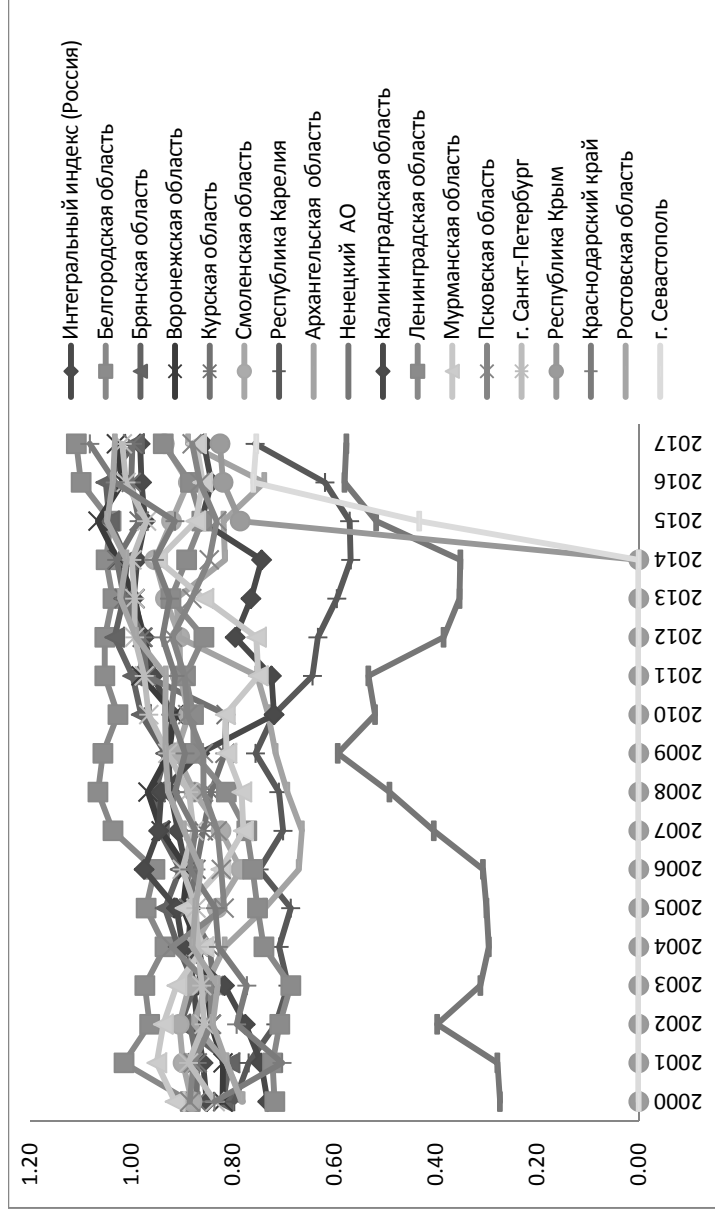 Интегральный индекс (Россия)
Белгородская область
Брянская область
Воронежская область
Курская область
Смоленская область
Республика Карелия
Архангельская область
Ненецкий АО
Калининградская область
Ленинградская область
Мурманская область
Псковская область
г. Санкт-Петербург
Республика Крым
Краснодарский край
Ростовская область
г. Севастополь
1.20
1.00
0.80
0.60
0.40
0.20
0.00
2000
2001
2002
2003
2004
2005
2006
2007
2008
2009
2010
2011
2012
2013
2014
2015
2016
2017